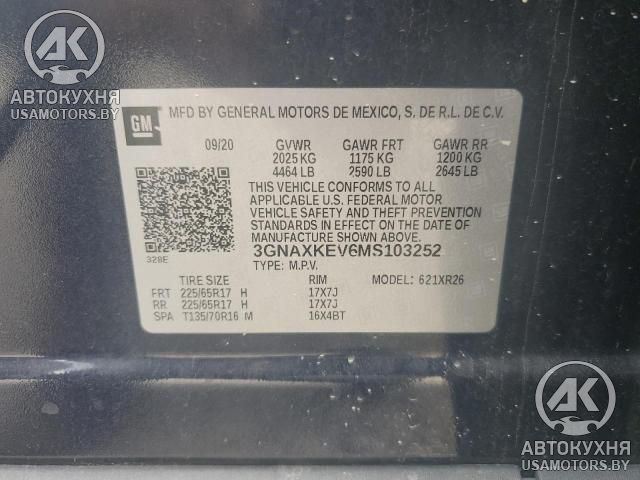 AK
АВТОКУХНЯ
USAMOTORS.BY
GM
MFD BY GENERAL MOTORS DE MEXICO, S. DE R.L. DE C.V.
09/20 GVWR GAWR FRT GAWR RR
2025 KG 1175 KG 1200 KG
4464 LB 2590 LB 2645 LB
THIS VEHICLE CONFORMS TO ALL
APPLICABLE U.S. FEDERAL MOTOR
VEHICLE SAFETY AND THEFT PREVENTION
STANDARDS IN EFFECT ON THE DATE OF
MANUFACTURE SHOWN ABOVE.
3GNAXKEV6MS103252
328E
TYPE: M.P.V.
MODEL: 621XR26
TIRE SIZE RIM
FRT 225/65R17 H 17X7J
RR 225/65R17 H 17X7J
SPA T135/70R16 M 16X4BT
AK
АВТОКУХНЯ
USAMOTORS.BY